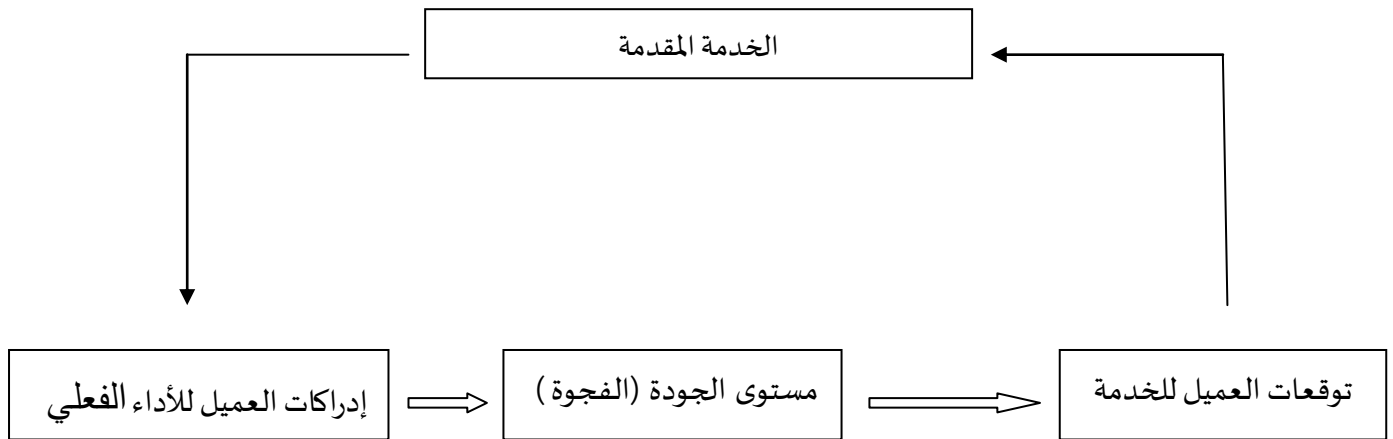 الخدمة المقدمة
توقعات العميل للخدمة
مستوى الجودة (الفجوة)
إدراكات العميل للأداء الفعلي